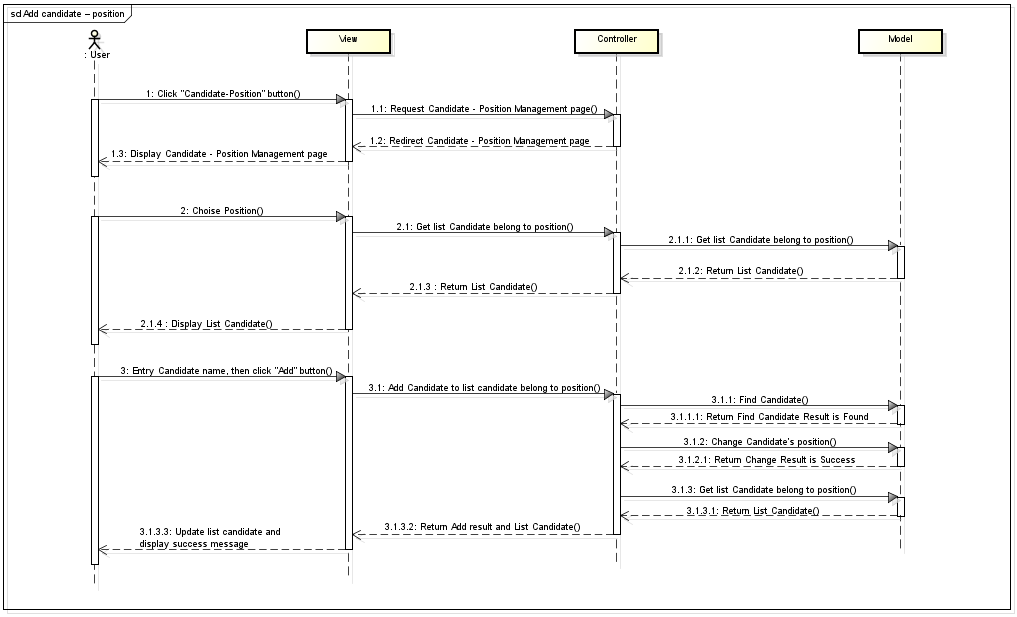 sd Add candidate – position
: User
View
Controller
Model
1: Click "Candidate-Position" button()
1.1: Request Candidate - Position Management page()
1.2: Redirect Candidate - Position Management page
1.3: Display Candidate - Position Management page
2: Choise Position()
2.1: Get list Candidate belong to position()
2.1.1: Get list Candidate belong to position()
2.1.2: Return List Candidate()
2.1.3 : Return List Candidate()
2.1.4 : Display List Candidate()
3: Entry Candidate name, then click "Add" button()
3.1: Add Candidate to list candidate belong to position()
3.1.1: Find Candidate()
3.1.1.1: Return Find Candidate Result is Found
3.1.2: Change Candidate's position()
3.1.2.1: Return Change Result is Success
3.1.3: Get list Candidate belong to position()
3.1.3.1: Return List Candidate()
3.1.3.2: Return Add result and List Candidate()
3.1.3.3: Update list candidate and
display success message